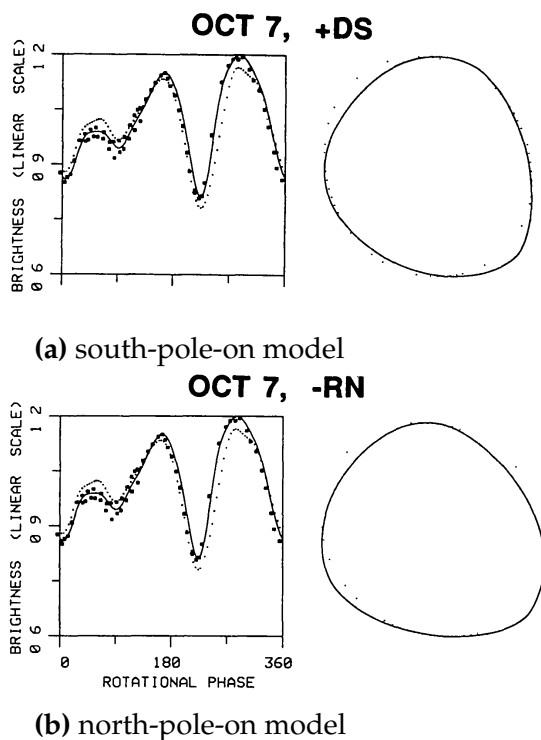 OCT 7, +DS
BRIGHTNESS (LINEAR SCALE)
0 6 0 9 1 2
(a) south-pole-on model
OCT 7, -RN
BRIGHTNESS (LINEAR SCALE)
0 6 0 9 1 2
0 180 360
ROTATIONAL PHASE
(b) north-pole-on model